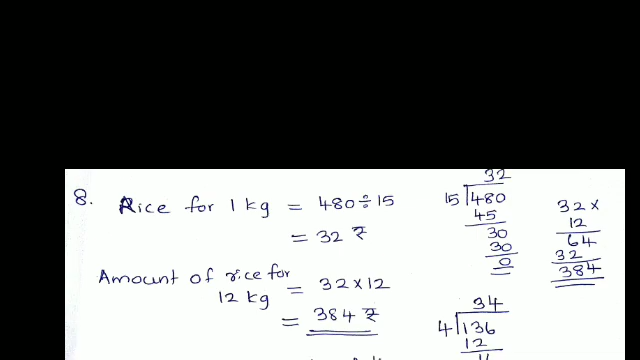 8. Rice for 1 kg = 480 ÷ 15
= 32 ₹
Amount of rice for
12 kg = 32 × 12
= 384 ₹
32
15 480
45
30
30
0
32 ×
12
64
32
384
34
4 136
12